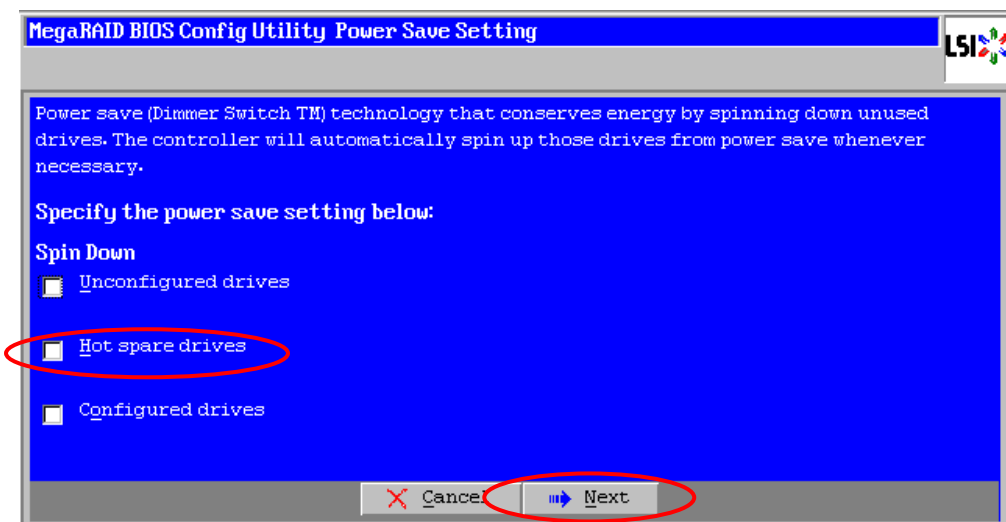 MegaRAID BIOS Config Utility Power Save Setting
LSI
Power save (Dimmer Switch TM) technology that conserves energy by spinning down unused
drives. The controller will automatically spin up those drives from power save whenever
necessary.
Specify the power save setting below:
Spin Down
Unconfigured drives
Hot spare drives
Configured drives
Cancel
Next